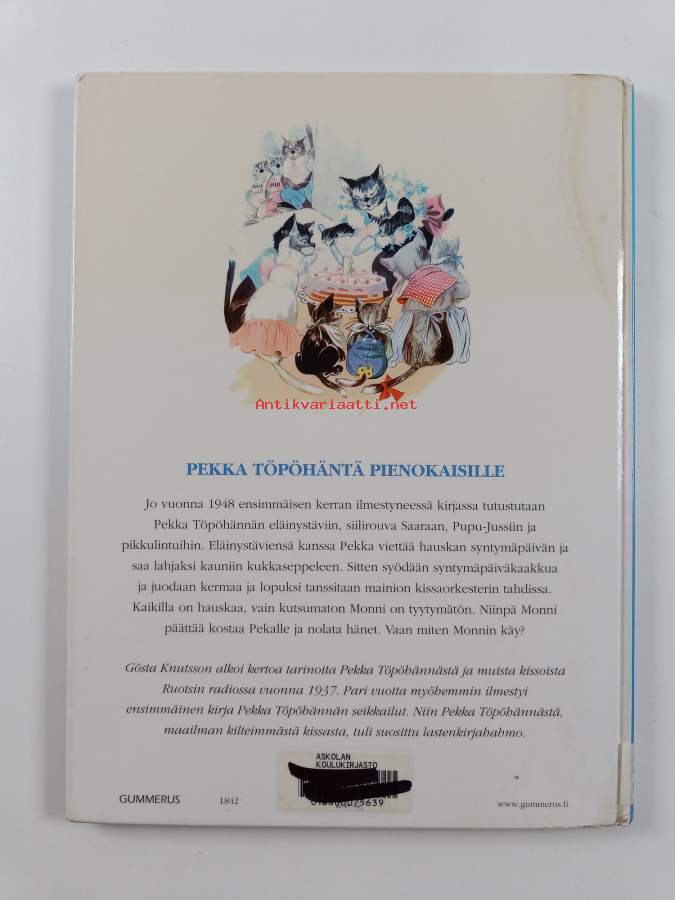 Antikvariaatti.net
PEKKA TÖPÖHÄNTÄ PIENOKAISILLE
Jo vuonna 1948 ensimmäisen kerran ilmestyneessä kirjassa tutustutaan
Pekka Töpöhännän eläinystäviin, siilirouva Saaraan, Pupu-Jussiin ja
pikkulintuihin. Eläinystäviensä kanssa Pekka viettää hauskan syntymäpäivän ja
saa lahjaksi kauniin kukkaseppeleen. Sitten syödään syntymäpäiväkaakkua
ja juodaan kermaa ja lopuksi tanssitaan mainion kissaorkesterin tahdissa.
Kaikilla on hauskaa, vain kutsumaton Monni on tyytymätön. Niinpä Monni
päättää kostaa Pekalle ja nolata hänet. Vaan miten Monnin käy?
Gösta Knutsson alkoi kertoa tarinoita Pekka Töpöhännästä ja muista kissoista
Ruotsin radiossa vuonna 1937. Pari vuotta myöhemmin ilmestyi
ensimmäinen kirja Pekka Töpöhännän seikkailut. Niin Pekka Töpöhännästä,
maailman kilteimmästä kissasta, tuli suosittu lastenkirjahahmo.
ASKOLAN
KOULUKIRJASTO
GUMMERUS L842 www.gummerus.fi